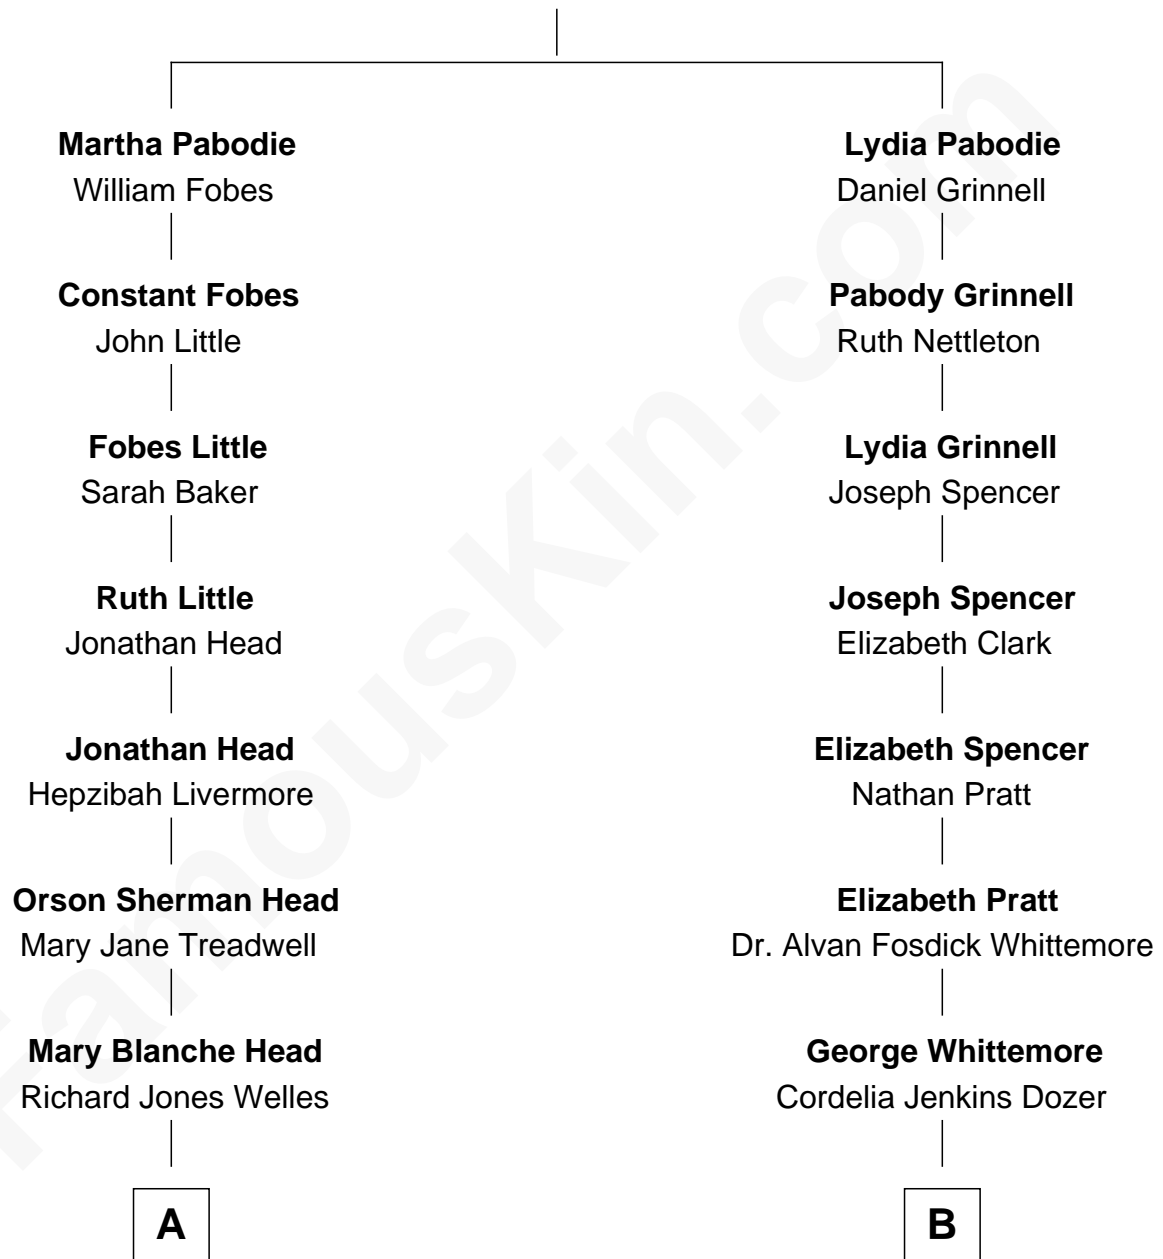 Martha Pabodie
William Fobes
Constant Fobes
John Little
Fobes Little
Sarah Baker
Ruth Little
Jonathan Head
Jonathan Head
Hepzibah Livermore
Orson Sherman Head
Mary Jane Treadwell
Mary Blanche Head
Richard Jones Welles
A
Lydia Pabodie
Daniel Grinnell
Pabody Grinnell
Ruth Nettleton
Lydia Grinnell
Joseph Spencer
Joseph Spencer
Elizabeth Clark
Elizabeth Spencer
Nathan Pratt
Elizabeth Pratt
Dr. Alvan Fosdick Whittemore
George Whittemore
Cordelia Jenkins Dozer
B
FamousKin.com